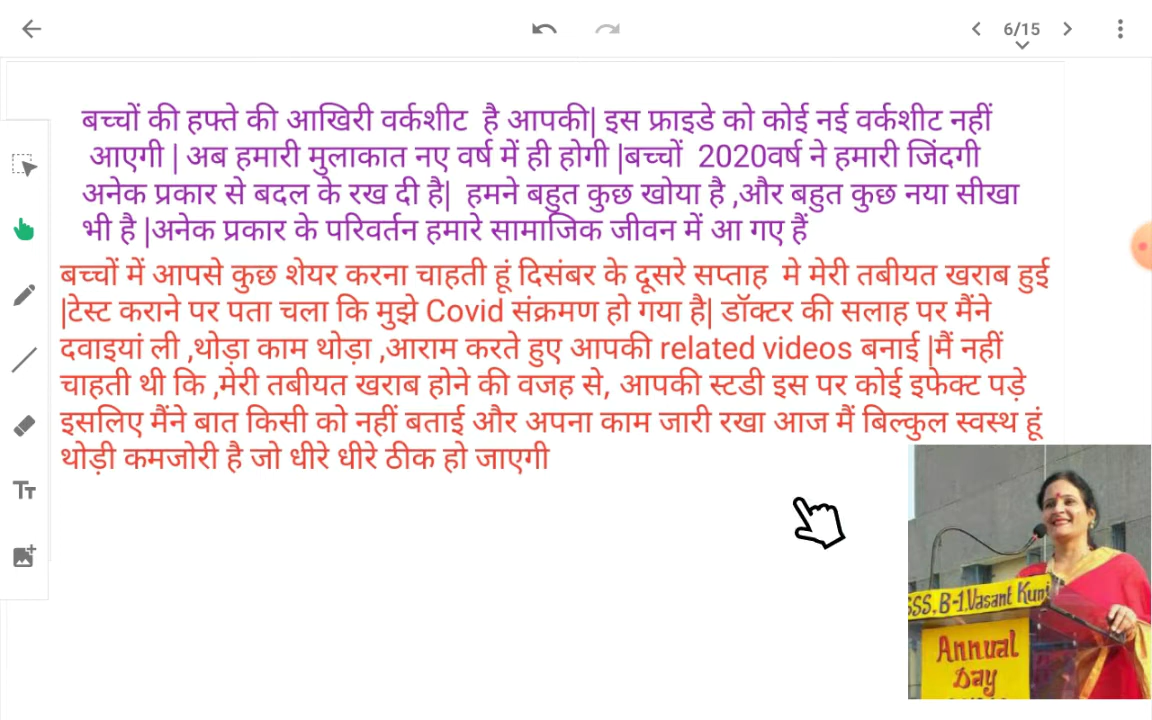 6/15
बच्चों की हफ्ते की आखिरी वर्कशीट है आपकी| इस फ्राइडे को कोई नई वर्कशीट नहीं
आएगी | अब हमारी मुलाकात नए वर्ष में ही होगी |बच्चों 2020वर्ष ने हमारी जिंदगी
अनेक प्रकार से बदल के रख दी है| हमने बहुत कुछ खोया है ,और बहुत कुछ नया सीखा
भी है |अनेक प्रकार के परिवर्तन हमारे सामाजिक जीवन में आ गए हैं
बच्चों में आपसे कुछ शेयर करना चाहती हूं दिसंबर के दूसरे सप्ताह मे मेरी तबीयत खराब हुई
|टेस्ट कराने पर पता चला कि मुझे Covid संक्रमण हो गया है| डॉक्टर की सलाह पर मैंने
दवाइयां ली ,थोड़ा काम थोड़ा ,आराम करते हुए आपकी related videos बनाई |मैं नहीं
चाहती थी कि ,मेरी तबीयत खराब होने की वजह से, आपकी स्टडी इस पर कोई इफेक्ट पड़े
इसलिए मैंने बात किसी को नहीं बताई और अपना काम जारी रखा आज मैं बिल्कुल स्वस्थ हूं
थोड़ी कमजोरी है जो धीरे धीरे ठीक हो जाएगी
TT
SSS, B-1, Vasant Kunj
Annual
Day